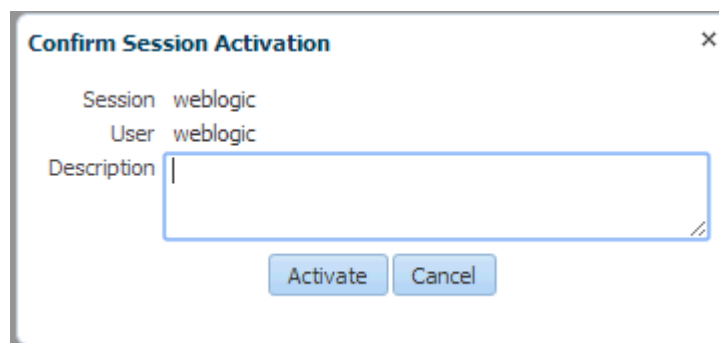 Confirm Session Activation
Session weblogic
User weblogic
Description
Activate Cancel